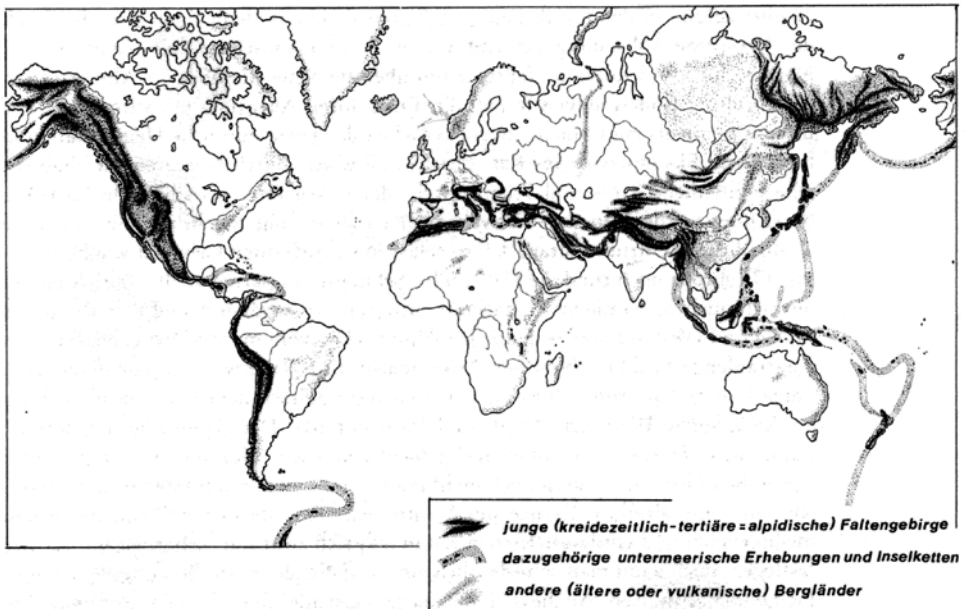 junge (kreidezeitlich-tertiäre=alpidische) Faltengebirge
dazugehörige untermeerische Erhebungen und Inselketten
andere (ältere oder vulkanische) Bergländer